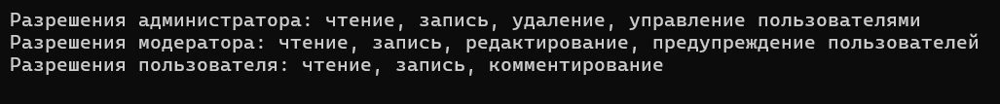 Разрешения администратора: чтение, запись, удаление, управление пользователями
Разрешения модератора: чтение, запись, редактирование, предупреждение пользователей
Разрешения пользователя: чтение, запись, комментирование